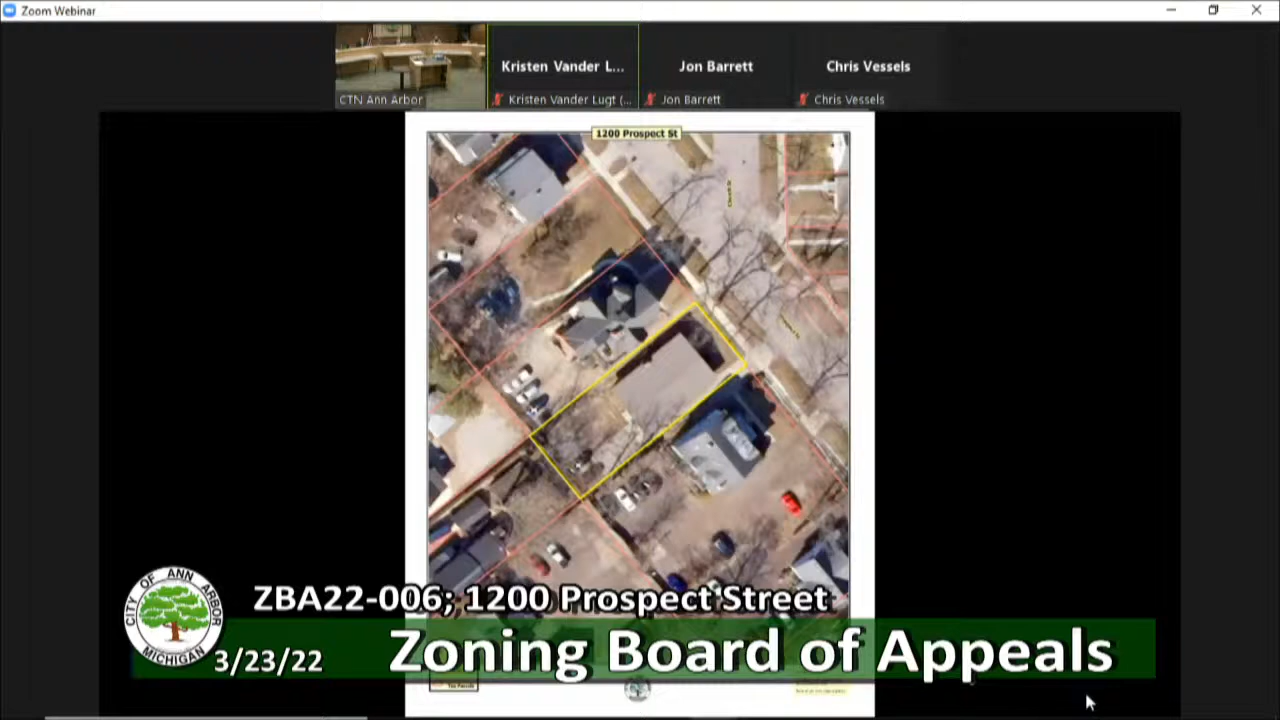 Zoom Webinar
Kristen Vander L...
Jon Barrett
Chris Vessels
CTN Ann Arbor
Kristen Vander Lugt (...
Jon Barrett
Chris Vessels
1200 Prospect St
CITY OF ANN ARBOR
MICHIGAN
ZBA22-006; 1200 Prospect Street
3/23/22
Zoning Board of Appeals